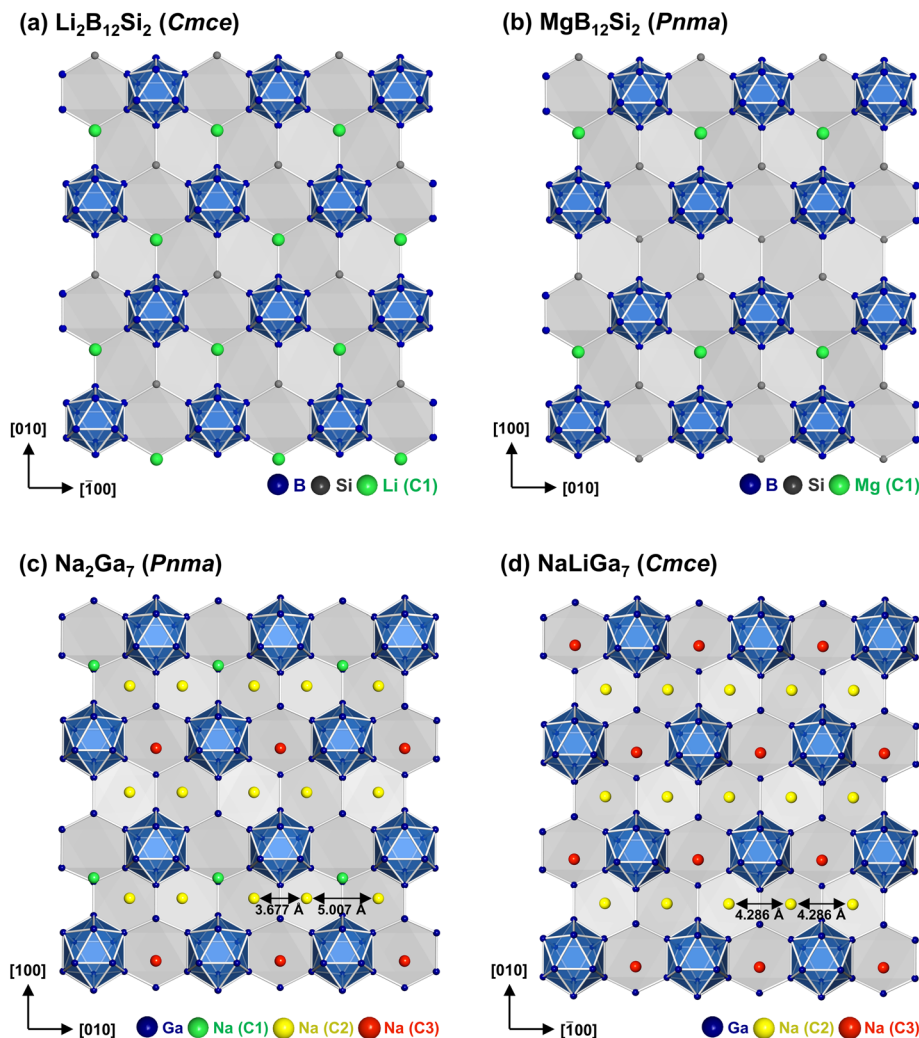 (a) Li₂B₁₂Si₂ (Cmce)
[010]
[1̄00]
B Si Li (C1)
(b) MgB₁₂Si₂ (Pnma)
[100]
[010]
B Si Mg (C1)
(c) Na₂Ga₇ (Pnma)
3.677 Å 5.007 Å
[100]
[010]
Ga Na (C1) Na (C2) Na (C3)
(d) NaLiGa₇ (Cmce)
4.286 Å 4.286 Å
[010]
[1̄00]
Ga Na (C2) Na (C3)